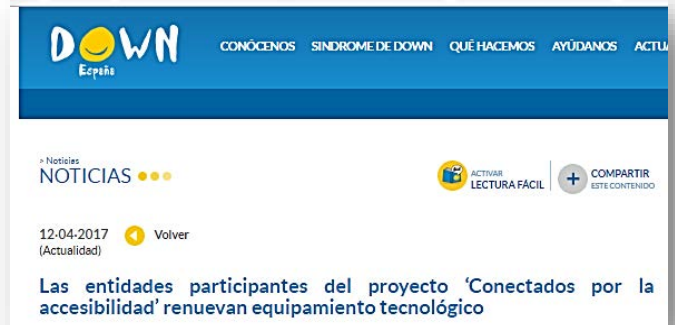 DOWN
España
CONÓCENOS SINDROME DE DOWN QUÉ HACEMOS AYÚDANOS ACTUA
> Noticias
NOTICIAS
ACTIVAR
LECTURA FÁCIL
COMPARTIR
ESTE CONTENIDO
12-04-2017 Volver
(Actualidad)
Las entidades participantes del proyecto ‘Conectados por la
accesibilidad’ renuevan equipamiento tecnológico